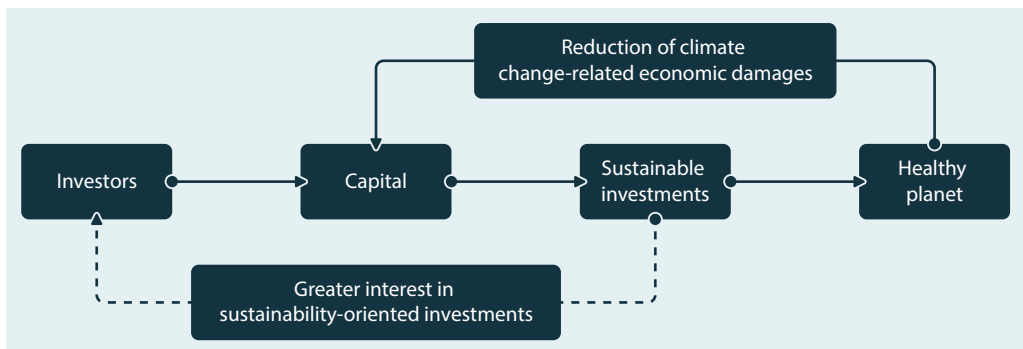 Reduction of climate
change-related economic damages
Investors
Capital
Sustainable
investments
Healthy
planet
Greater interest in
sustainability-oriented investments